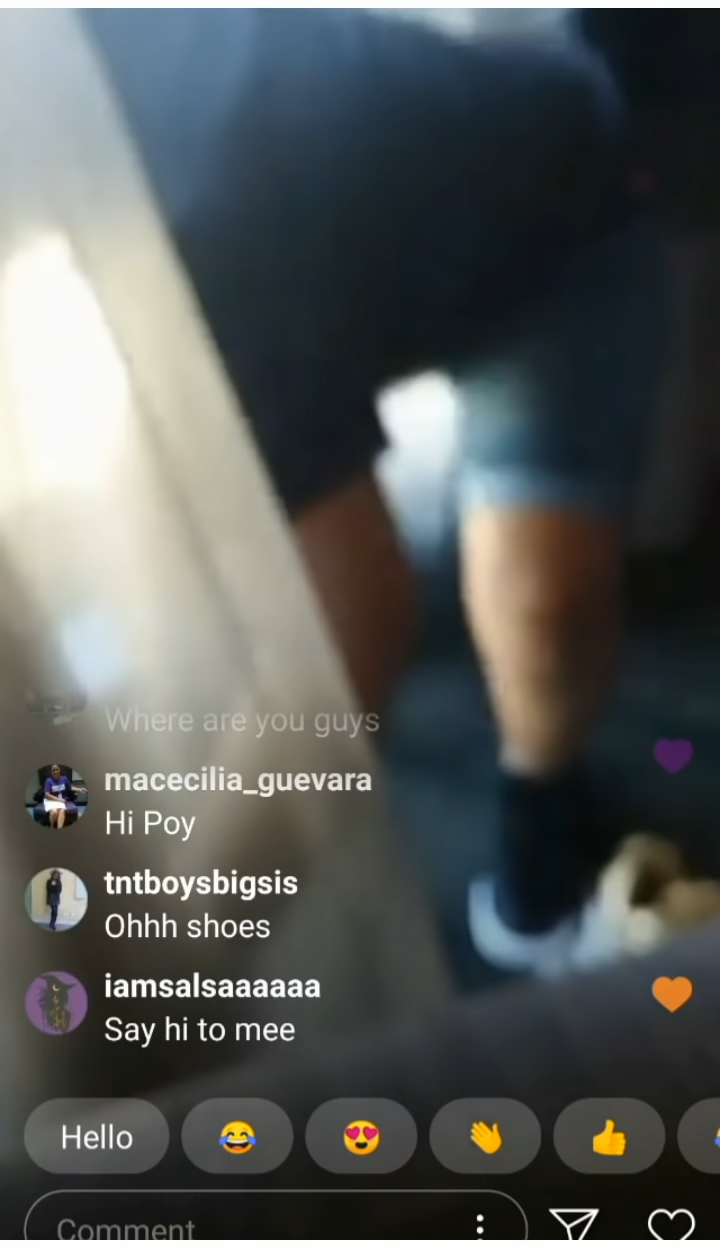 Where are you guys
macecilia_guevara
Hi Poy
tntboysbigsis
Ohhh shoes
iamsalsaaaaaa
Say hi to mee
Hello
Comment